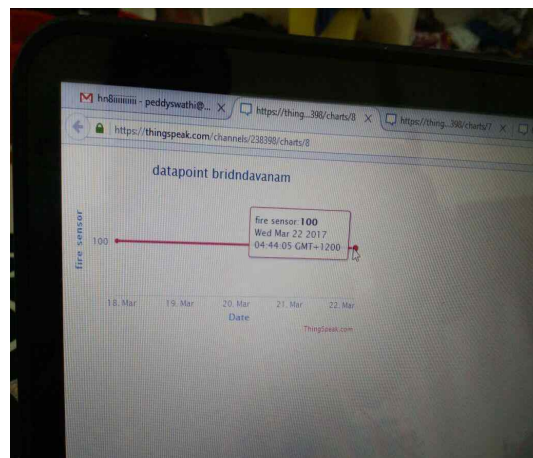 hn8iiiiiiiii - peddyswathi@...
https://thing...398/charts/8
https://thing...398/charts/7
https://thingspeak.com/channels/238398/charts/8
datapoint bridndavanam
fire sensor
100
fire sensor: 100
Wed Mar 22 2017
04:44:05 GMT+1200
18. Mar 19. Mar 20. Mar 21. Mar 22. Mar
Date
ThingSpeak.com